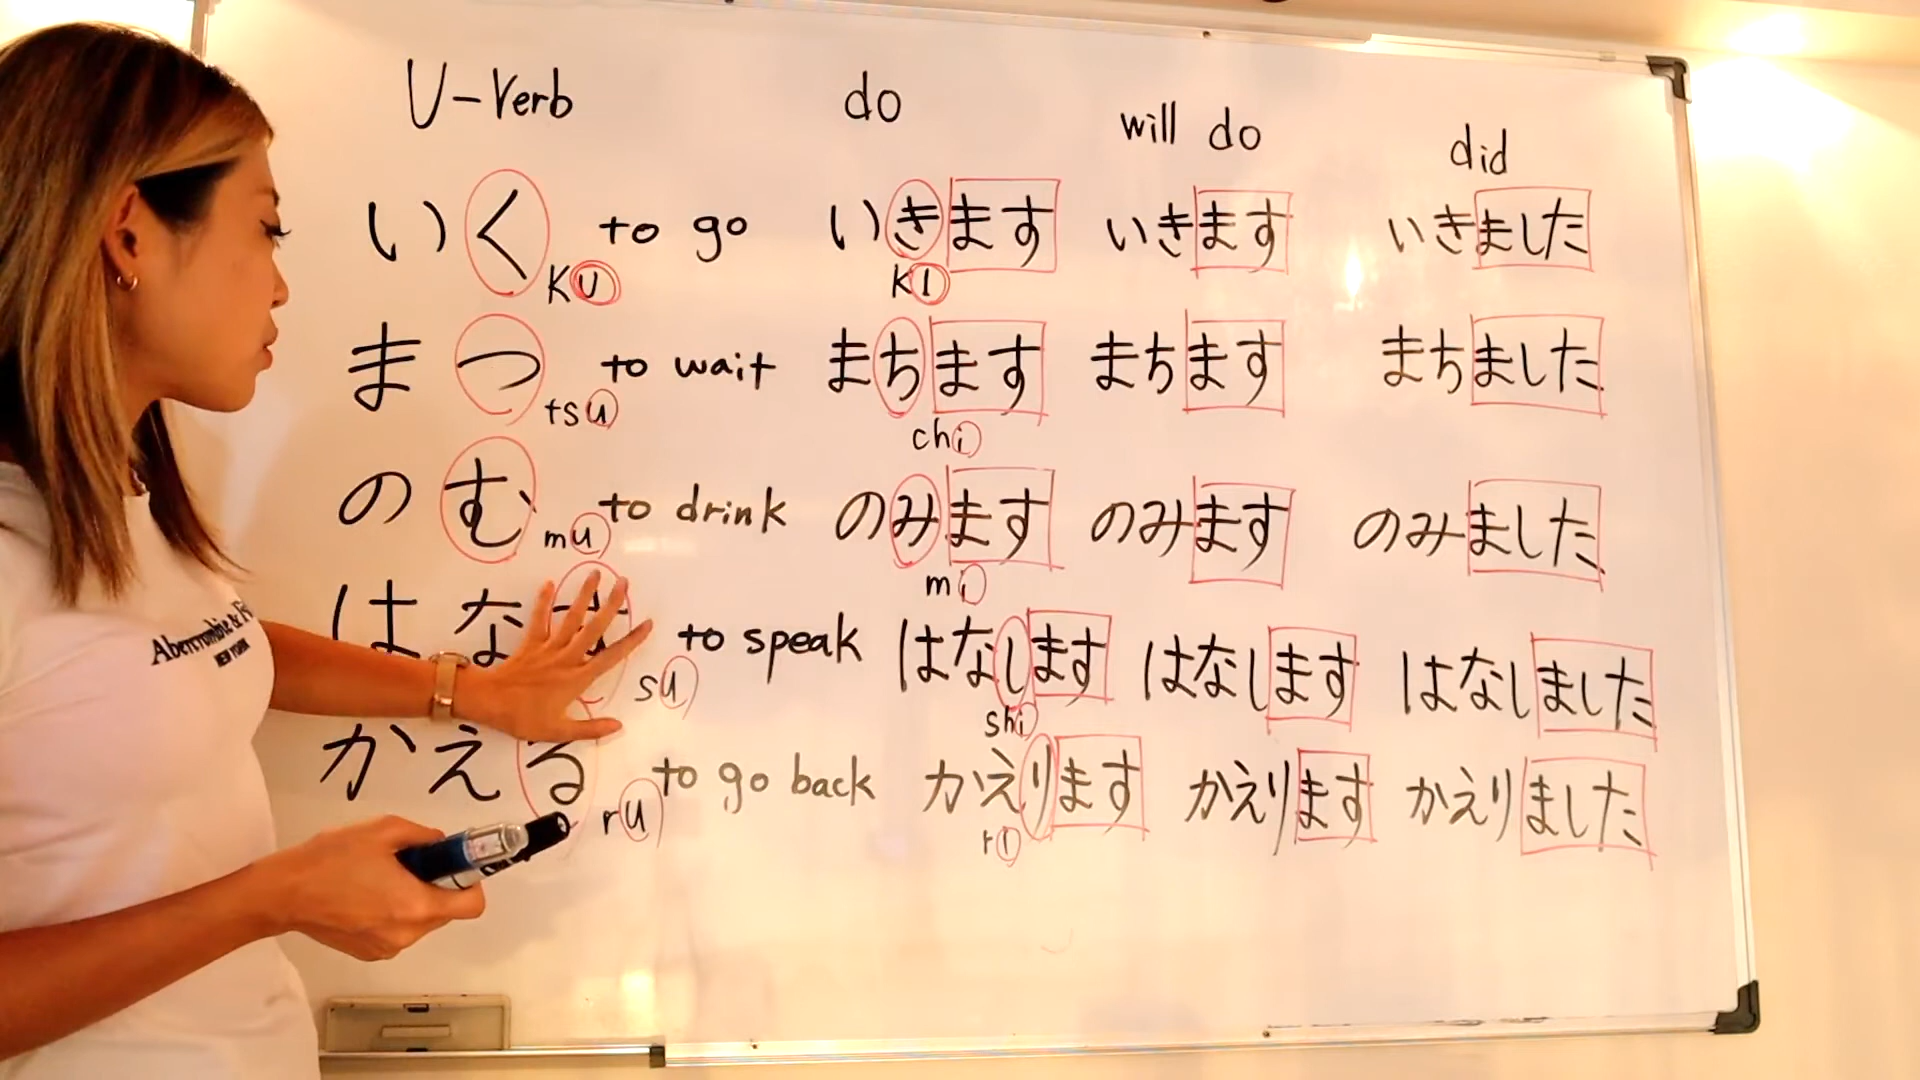 U-Verb do will do did
いく to go いきます いきます いきました
KU KI
まつ to wait まちます まちます まちました
tsu chi
のむ to drink のみます のみます のみました
mu mi
はなす to speak はなします はなします はなしました
su shi
かえる to go back かえります かえります かえりました
ru ri
Abercrombie & Fi
NEW YORK